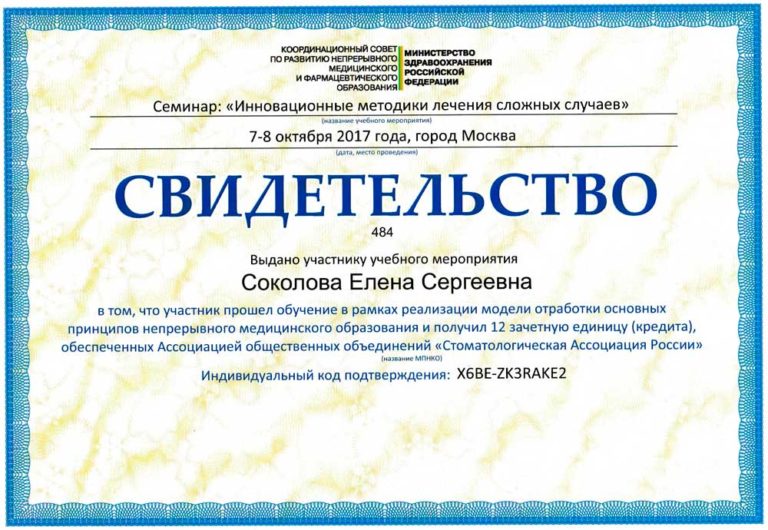 КООРДИНАЦИОННЫЙ СОВЕТ
ПО РАЗВИТИЮ НЕПРЕРЫВНОГО
МЕДИЦИНСКОГО
И ФАРМАЦЕВТИЧЕСКОГО
ОБРАЗОВАНИЯ
МИНИСТЕРСТВО
ЗДРАВООХРАНЕНИЯ
РОССИЙСКОЙ
ФЕДЕРАЦИИ
Семинар: «Инновационные методики лечения сложных случаев»
(название учебного мероприятия)
7-8 октября 2017 года, город Москва
(дата, место проведения)
СВИДЕТЕЛЬСТВО
484
Выдано участнику учебного мероприятия
Соколова Елена Сергеевна
в том, что участник прошел обучение в рамках реализации модели отработки основных
принципов непрерывного медицинского образования и получил 12 зачетную единицу (кредита),
обеспеченных Ассоциацией общественных объединений «Стоматологическая Ассоциация России»
(название МПНКО)
Индивидуальный код подтверждения: X6BE-ZK3RAKE2